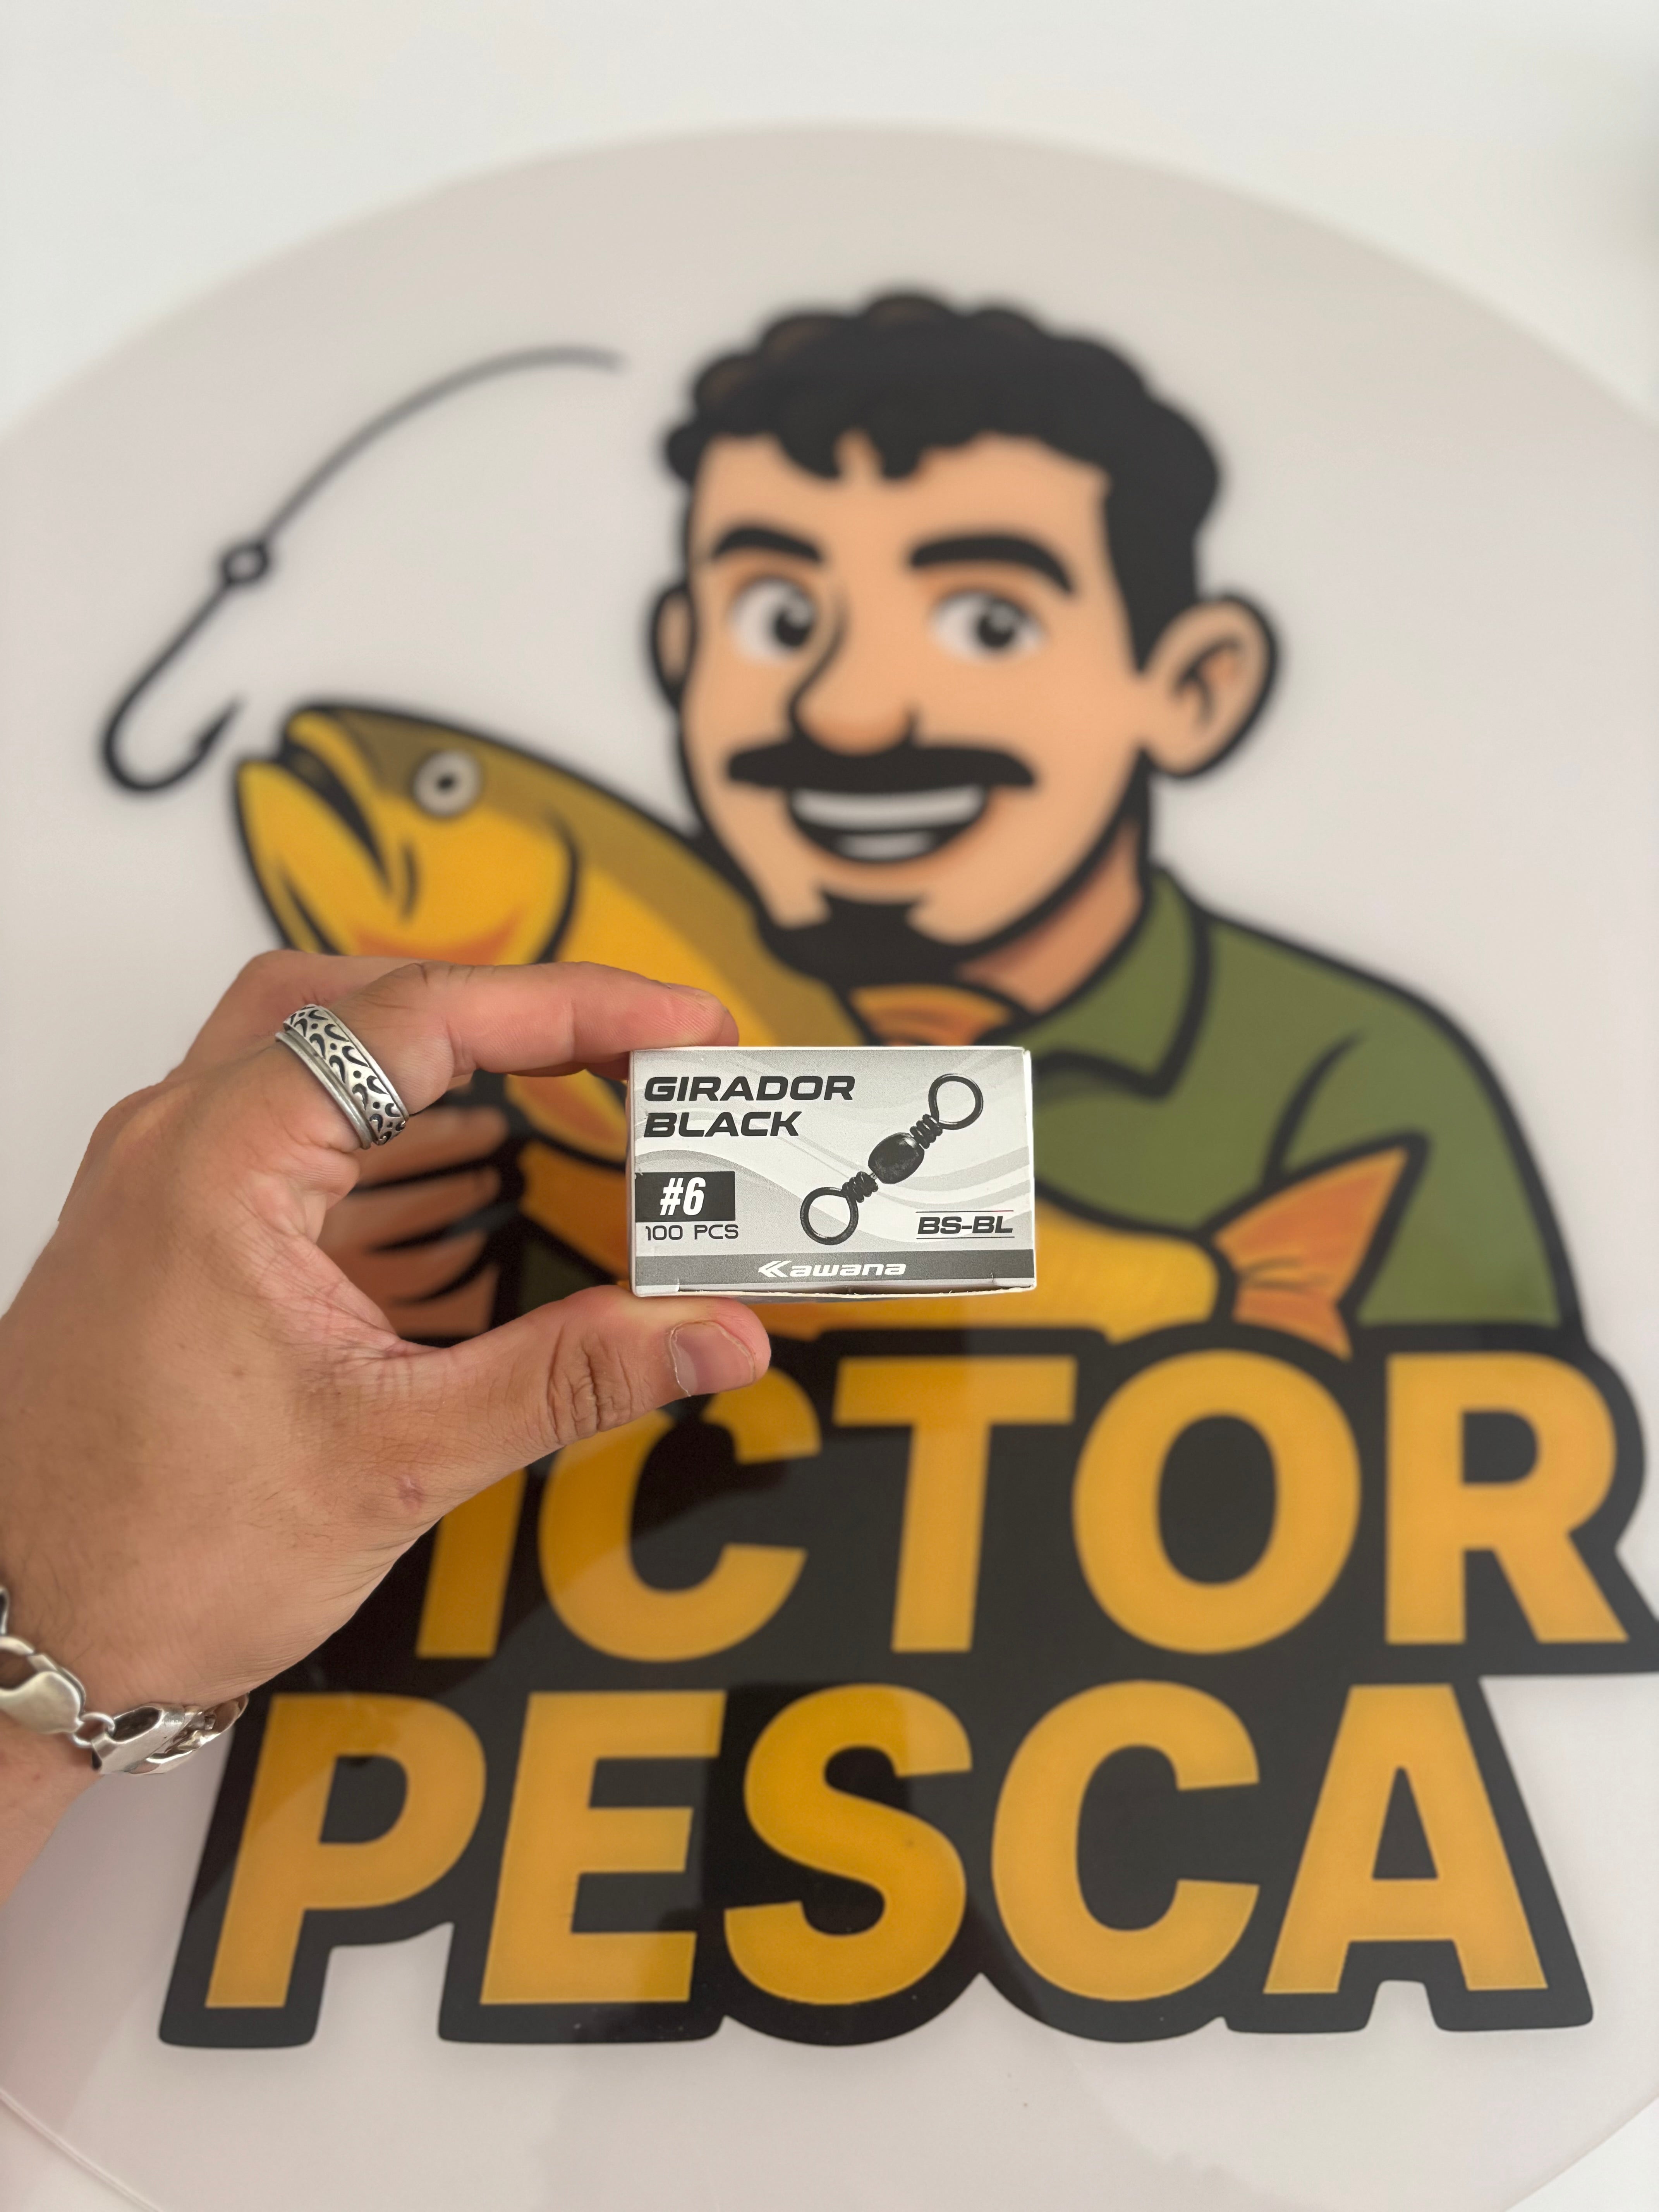 GIRADOR
BLACK
#6
100 PCS
BS-BL
Kawana
ICTOR
PESCA